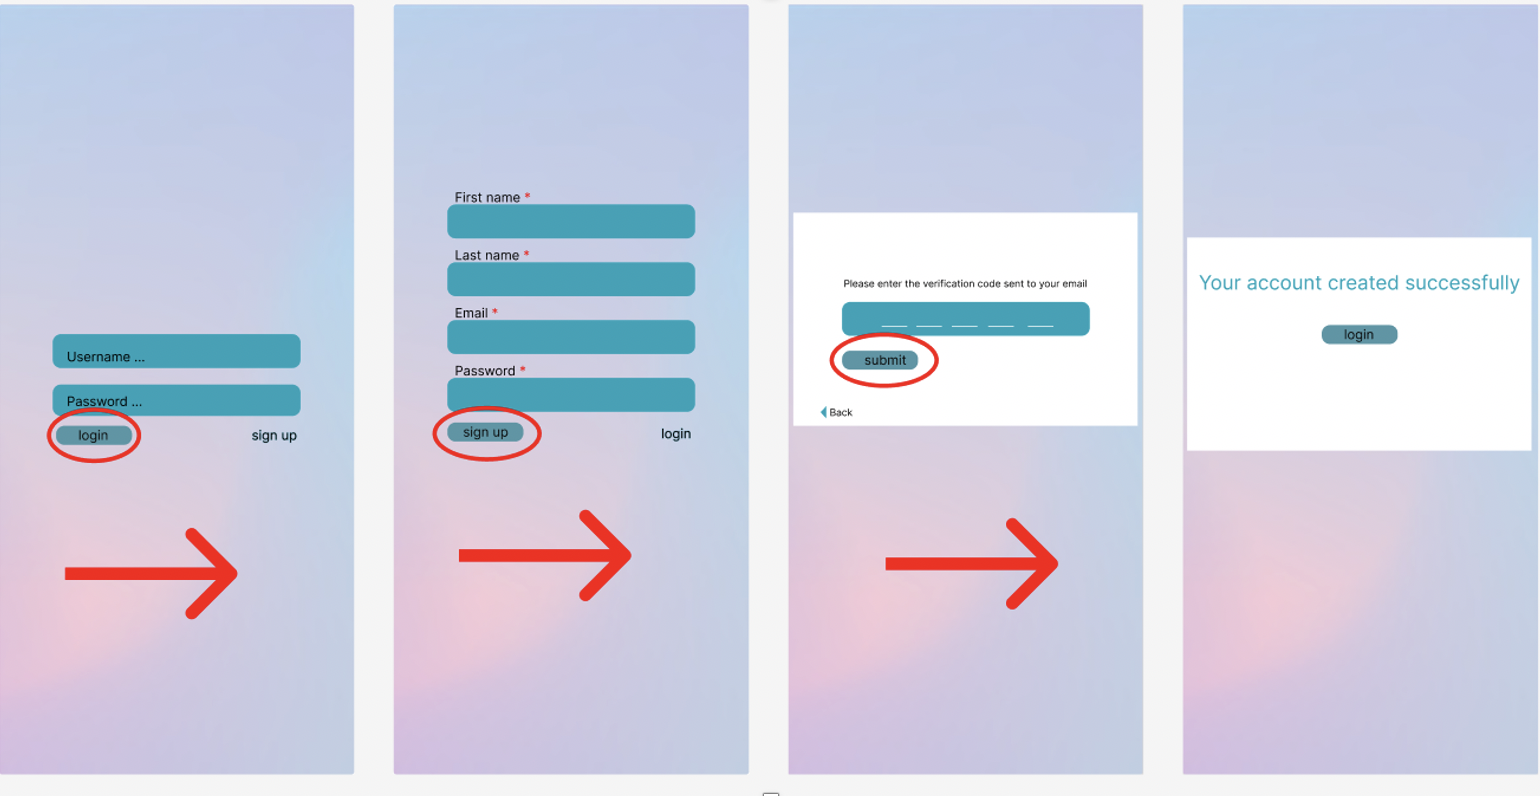 Username ...
Password ...
login
sign up
First name *
Last name *
Email *
Password *
sign up
login
Please enter the verification code sent to your email
submit
Back
Your account created successfully
login